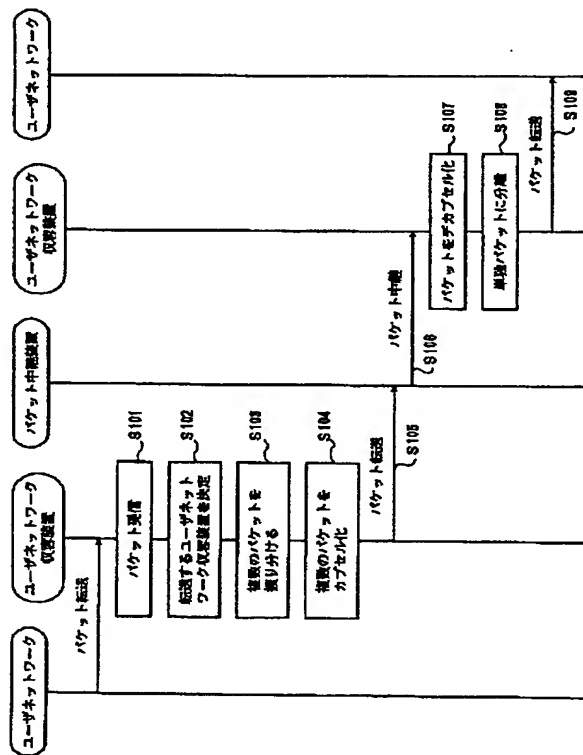 ユーザネットワーク
ユーザネットワーク
収容装置
パケット中継装置
ユーザネットワーク
収容装置
ユーザネットワーク
パケット転送
パケット受信
S101
転送するユーザネット
ワーク収容装置を決定
S102
複数のパケットを
振り分ける
S103
複数のパケットを
カプセル化
S104
パケット転送
S105
パケット中継
S106
パケットをデカプセル化
S107
単独パケットに分離
S108
パケット転送
S109